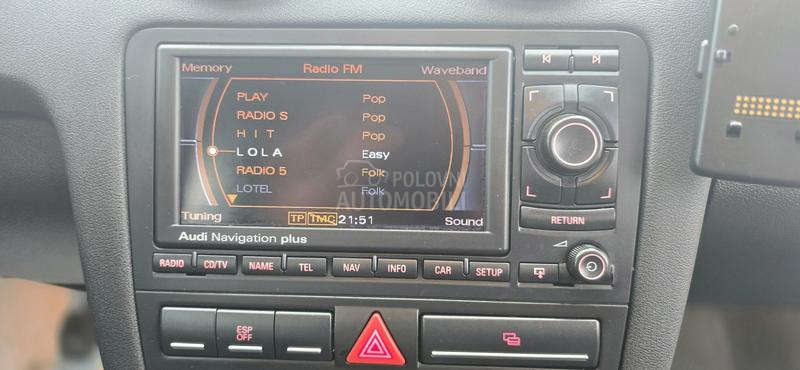 Memory Radio FM Waveband
PLAY Pop
RADIO S Pop
H I T Pop
L O L A Easy
RADIO 5 Folk
LOTEL Folk
POLOVNI
AUTOMOBILI
Tuning TP TMC 21:51 Sound
Audi Navigation plus
RETURN
RADIO CD/TV NAME TEL NAV INFO CAR SETUP
ESP
OFF